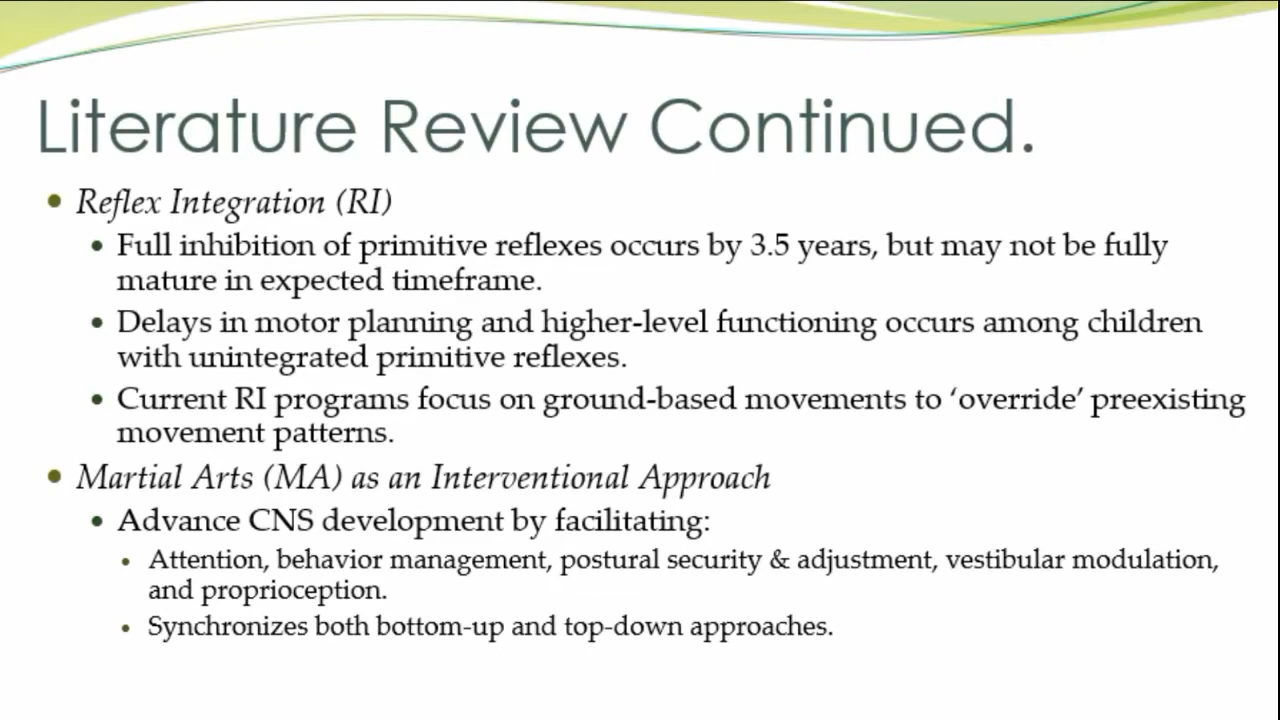 Literature Review Continued.
• Reflex Integration (RI)
• Full inhibition of primitive reflexes occurs by 3.5 years, but may not be fully
mature in expected timeframe.
• Delays in motor planning and higher-level functioning occurs among children
with unintegrated primitive reflexes.
• Current RI programs focus on ground-based movements to ‘override’ preexisting
movement patterns.
• Martial Arts (MA) as an Interventional Approach
• Advance CNS development by facilitating:
• Attention, behavior management, postural security & adjustment, vestibular modulation,
and proprioception.
• Synchronizes both bottom-up and top-down approaches.